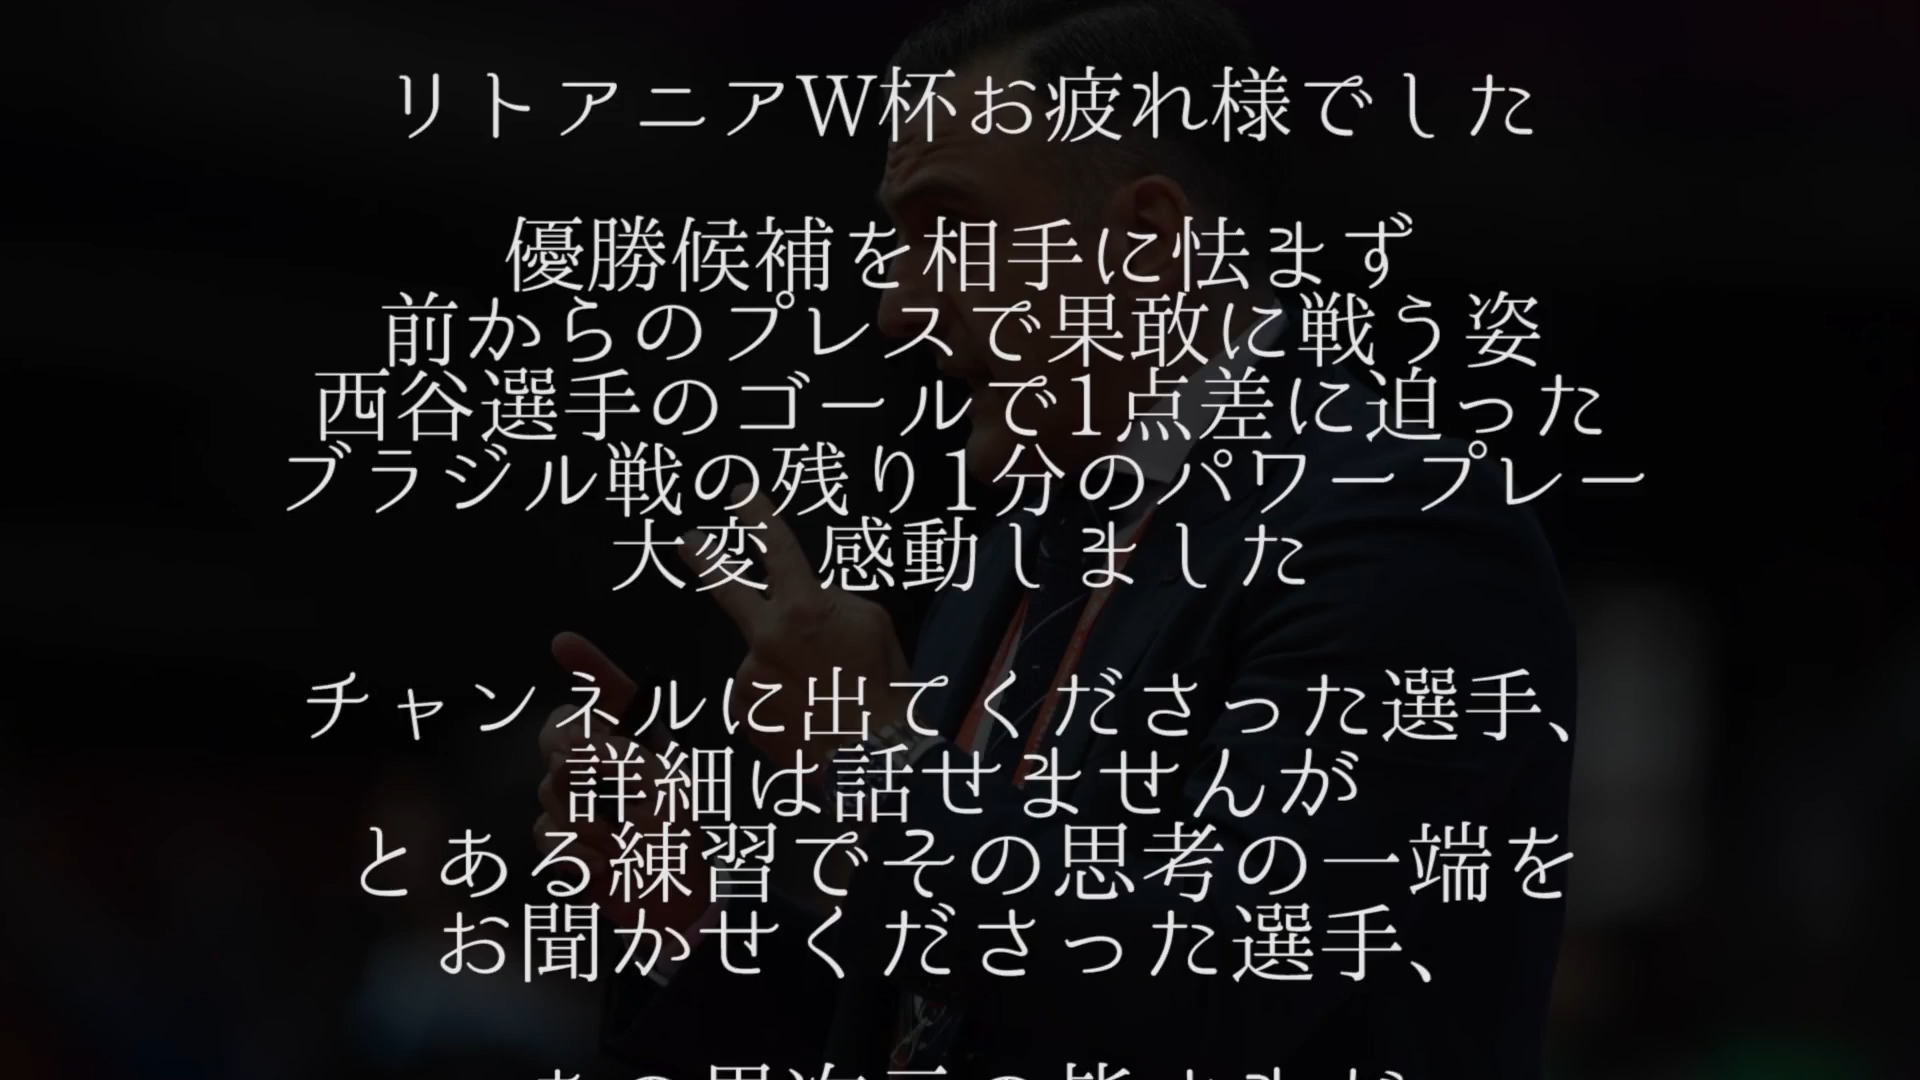 リトアニアW杯お疲れ様でした
優勝候補を相手に怯まず
前からのプレスで果敢に戦う姿
西谷選手のゴールで1点差に迫った
ブラジル戦の残り1分のパワープレー
大変 感動しました
チャンネルに出てくださった選手、
詳細は話せませんが
とある練習でその思考の一端を
お聞かせくださった選手、